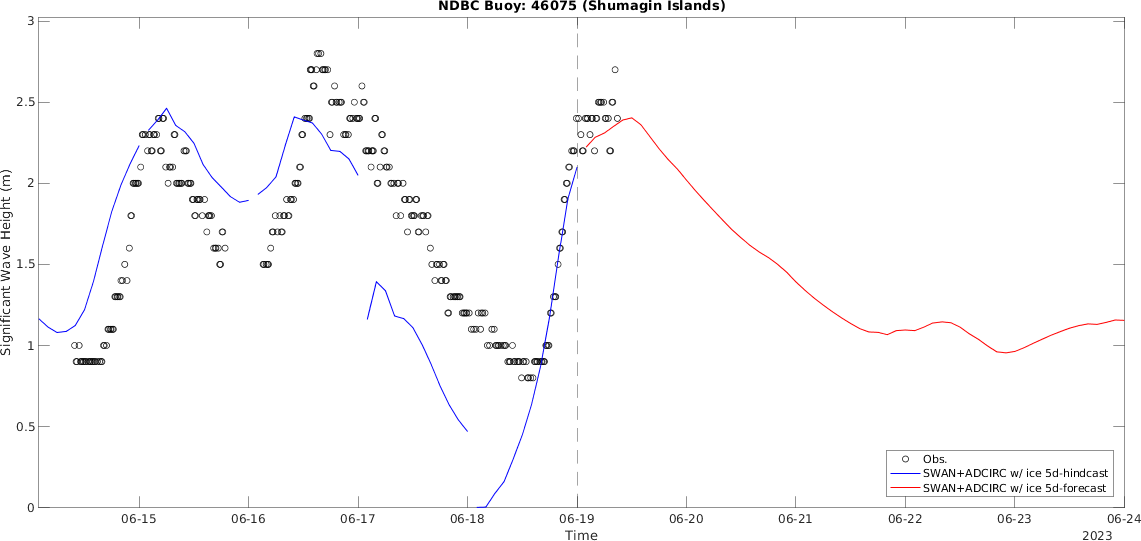 NDBC Buoy: 46075 (Shumagin Islands)
3
2.5
2
1.5
1
0.5
0
Significant Wave Height (m)
06-15 06-16 06-17 06-18 06-19 06-20 06-21 06-22 06-23 06-24
Time
2023
Obs.
SWAN+ADCIRC w/ ice 5d-hindcast
SWAN+ADCIRC w/ ice 5d-forecast